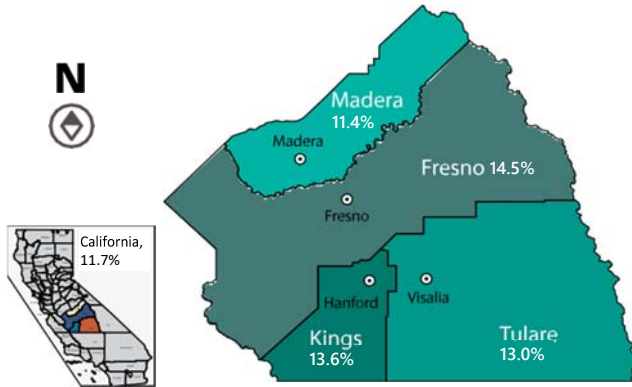 N
Madera
11.4%
Madera
Fresno 14.5%
Fresno
California,
11.7%
Hanford
Visalia
Kings
13.6%
Tulare
13.0%